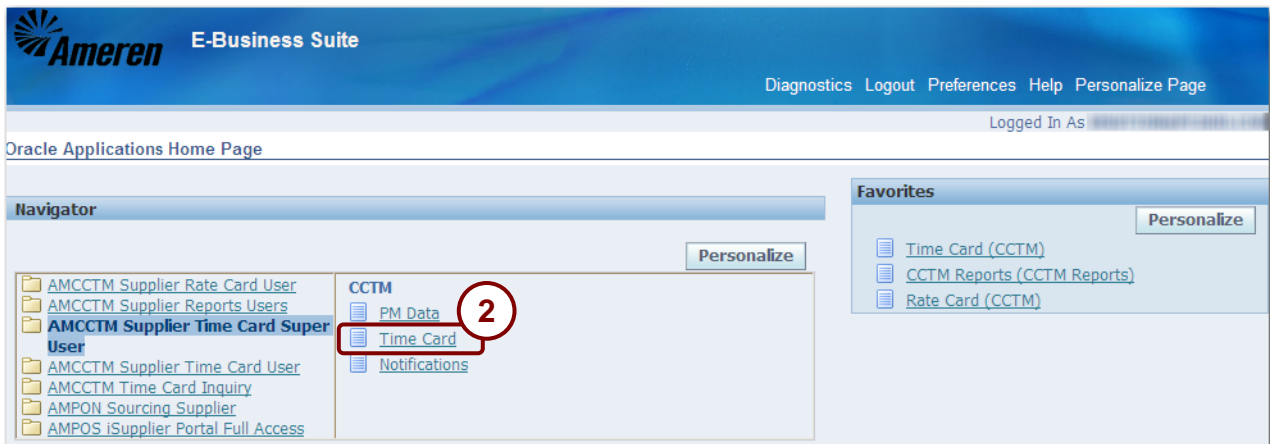 Ameren
E-Business Suite
Diagnostics Logout Preferences Help Personalize Page
Logged In As
Oracle Applications Home Page
Navigator
Personalize
AMCCTM Supplier Rate Card User
AMCCTM Supplier Reports Users
AMCCTM Supplier Time Card Super
User
AMCCTM Supplier Time Card User
AMCCTM Time Card Inquiry
AMPON Sourcing Supplier
AMPOS iSupplier Portal Full Access
CCTM
PM Data
2
Time Card
Notifications
Favorites
Personalize
Time Card (CCTM)
CCTM Reports (CCTM Reports)
Rate Card (CCTM)